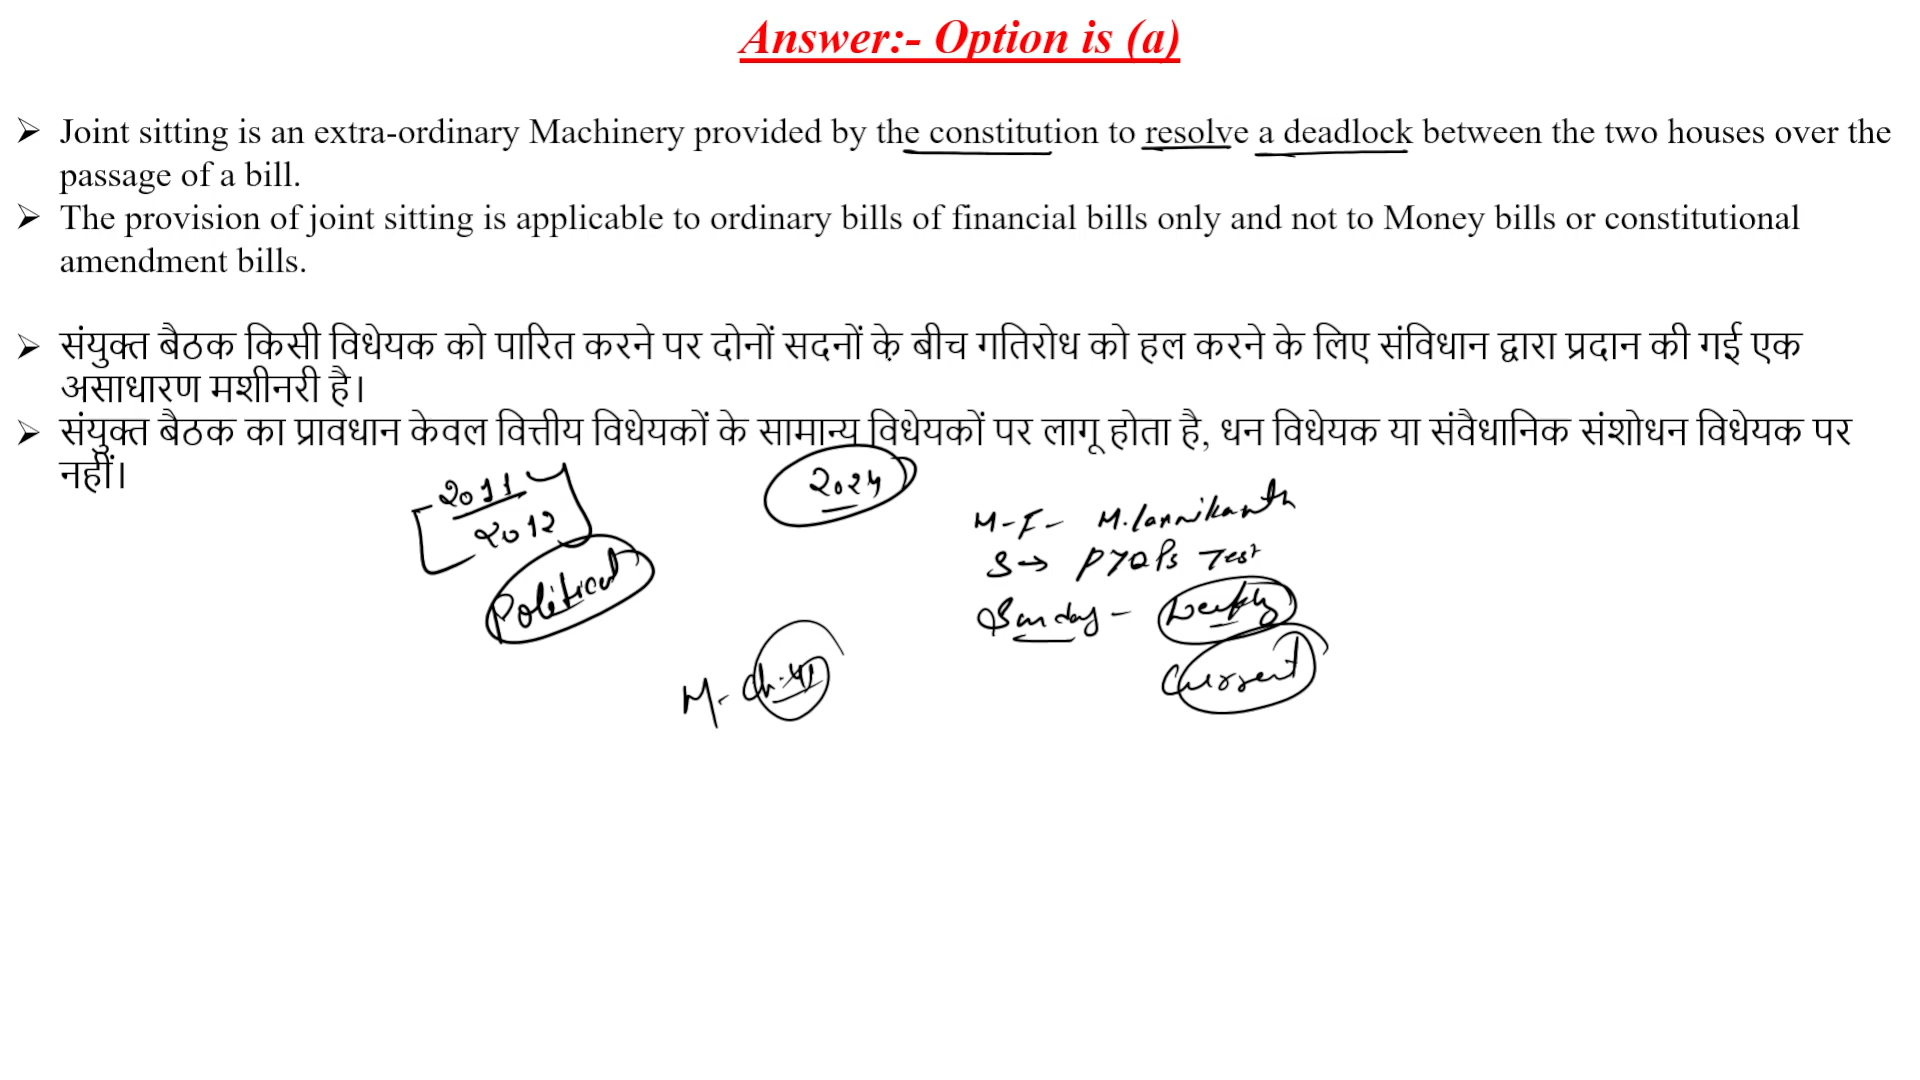 Answer:- Option is (a)
➢ Joint sitting is an extra-ordinary Machinery provided by the constitution to resolve a deadlock between the two houses over the
passage of a bill.
➢ The provision of joint sitting is applicable to ordinary bills of financial bills only and not to Money bills or constitutional
amendment bills.
➢ संयुक्त बैठक किसी विधेयक को पारित करने पर दोनों सदनों के बीच गतिरोध को हल करने के लिए संविधान द्वारा प्रदान की गई एक
असाधारण मशीनरी है।
➢ संयुक्त बैठक का प्रावधान केवल वित्तीय विधेयकों के सामान्य विधेयकों पर लागू होता है, धन विधेयक या संवैधानिक संशोधन विधेयक पर
नहीं।
2011
2012
Political
2024
M-F-
S→ Test
Sunday -
Current
M-